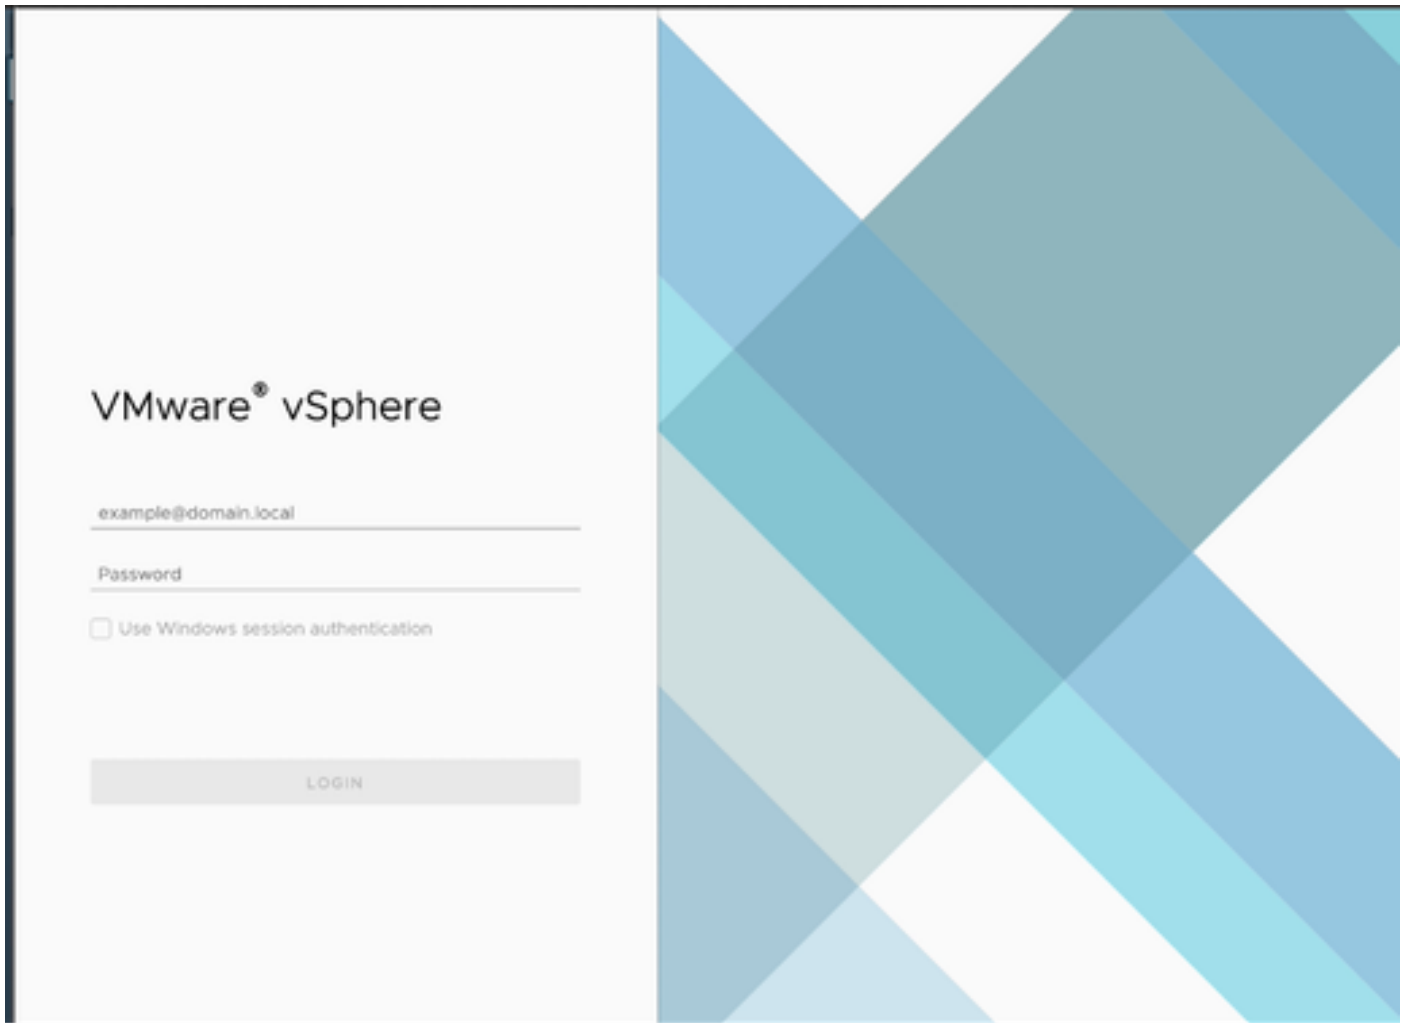 VMware® vSphere
example@domain.local
Password
Use Windows session authentication
LOGIN